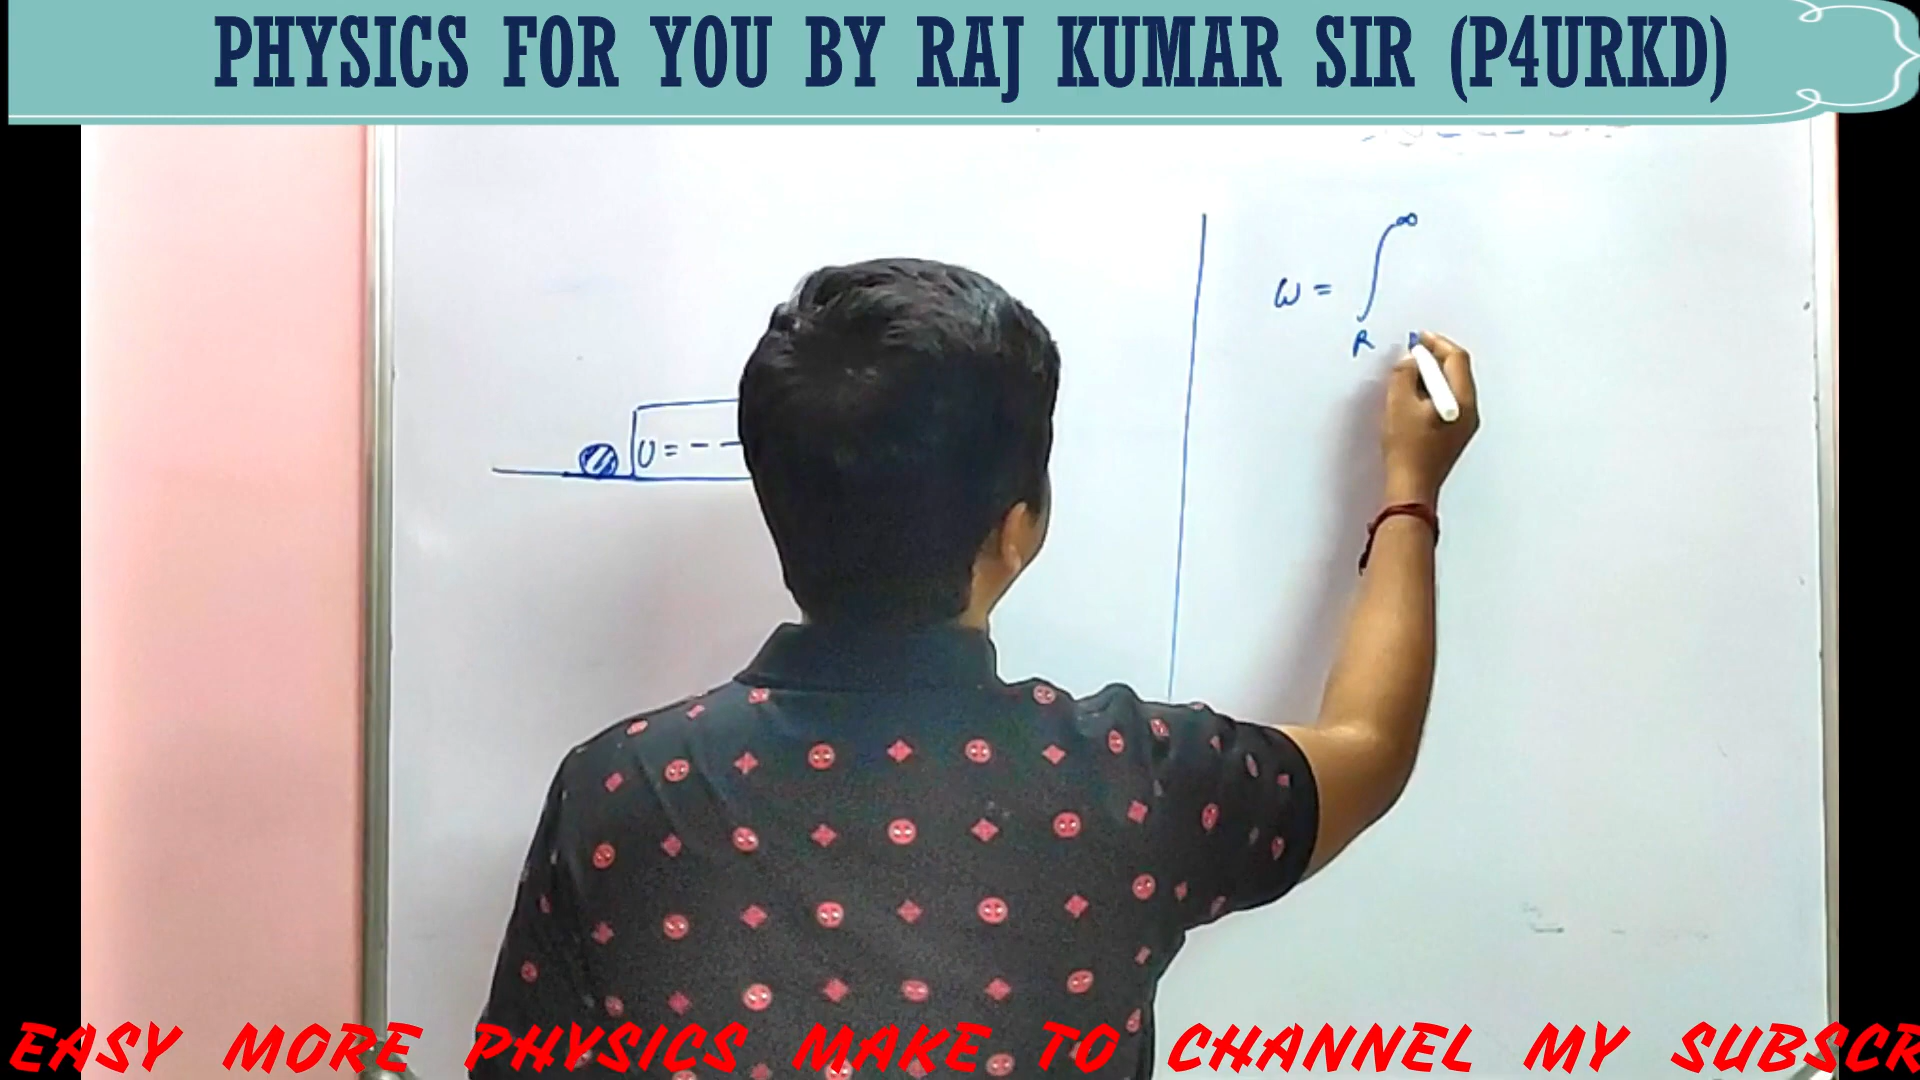 PHYSICS FOR YOU BY RAJ KUMAR SIR (P4URKD)
W = ∫
∞
R
U = - -
EASY MORE PHYSICS MAKE TO CHANNEL MY SUBSCR